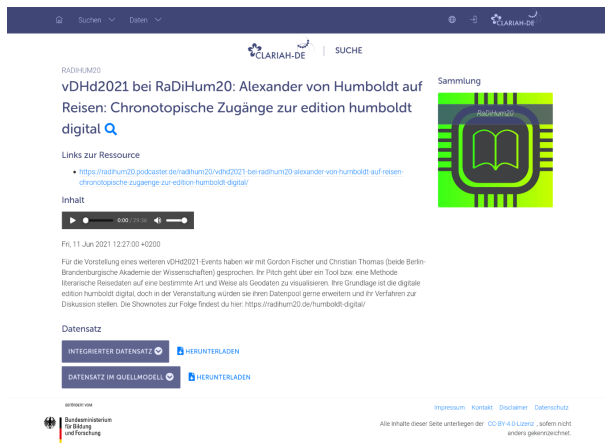 Suchen Daten
CLARIAH-DE
CLARIAH-DE SUCHE
RADIHUM20
vDHd2021 bei RaDiHum20: Alexander von Humboldt auf
Reisen: Chronotopische Zugänge zur edition humboldt
digital
Links zur Ressource
https://radihum20.podcaster.de/radihum20/vdhd2021-bei-radihum20-alexander-von-humboldt-auf-reisen-
chronotopische-zugaenge-zur-edition-humboldt-digital/
Inhalt
0:00 / 29:36
Fri, 11 Jun 2021 12:27:00 +0200
Für die Vorstellung eines weiteren vDHd2021-Events haben wir mit Gordon Fischer und Christian Thomas (beide Berlin-
Brandenburgische Akademie der Wissenschaften) gesprochen. Ihr Pitch geht über ein Tool bzw. eine Methode
literarische Reisedaten auf eine bestimmte Art und Weise als Geodaten zu visualisieren. Ihre Grundlage ist die digitale
edition humboldt digital, doch in der Veranstaltung würden sie ihren Datenpool gerne erweitern und ihr Verfahren zur
Diskussion stellen. Die Shownotes zur Folge findest du hier: https://radihum20.de/humboldt-digital/
Datensatz
INTEGRIERTER DATENSATZ HERUNTERLADEN
DATENSATZ IM QUELLMODELL HERUNTERLADEN
Sammlung
RaDiHum20
GEFÖRDERT VOM
Bundesministerium
für Bildung
und Forschung
Impressum Kontakt Disclaimer Datenschutz
Alle Inhalte dieser Seite unterliegen der CC-BY-4.0-Lizenz , sofern nicht
anders gekennzeichnet.